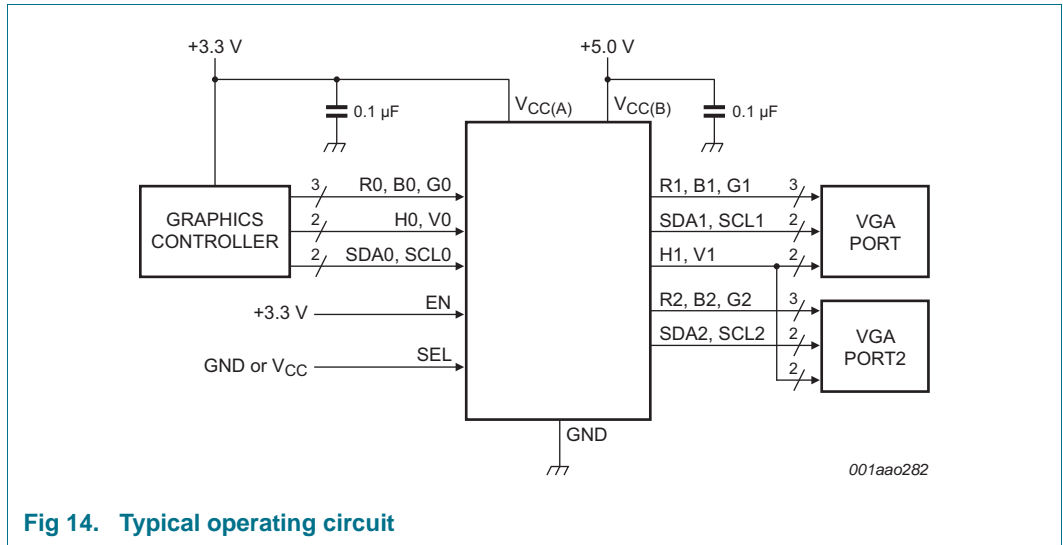 +3.3 V
+5.0 V
0.1 μF
VCC(A)
VCC(B)
0.1 μF
GRAPHICS
CONTROLLER
3
R0, B0, G0
2
H0, V0
2
SDA0, SCL0
+3.3 V
EN
GND or VCC
SEL
R1, B1, G1
3
SDA1, SCL1
2
H1, V1
2
VGA
PORT
R2, B2, G2
3
SDA2, SCL2
2
2
VGA
PORT2
GND
001aao282
Fig 14. Typical operating circuit